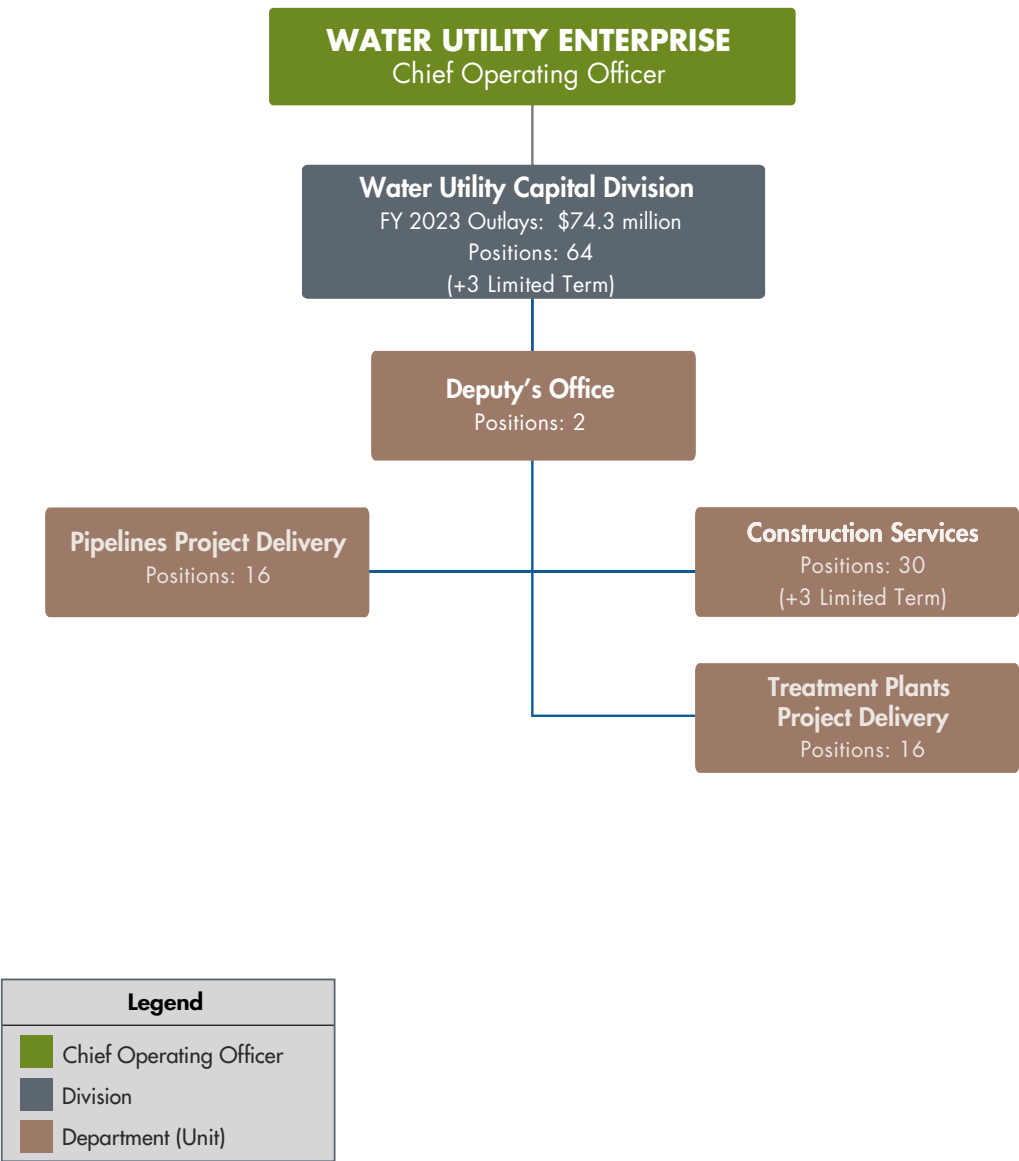 WATER UTILITY ENTERPRISE
Chief Operating Officer
Water Utility Capital Division
FY 2023 Outlays:  $74.3 million
Positions: 64
(+3 Limited Term)
Deputy’s Office
Positions: 2
Pipelines Project Delivery
Positions: 16
Construction Services
Positions: 30
(+3 Limited Term)
Treatment Plants
Project Delivery
Positions: 16
Legend
Chief Operating Officer
Division
Department (Unit)